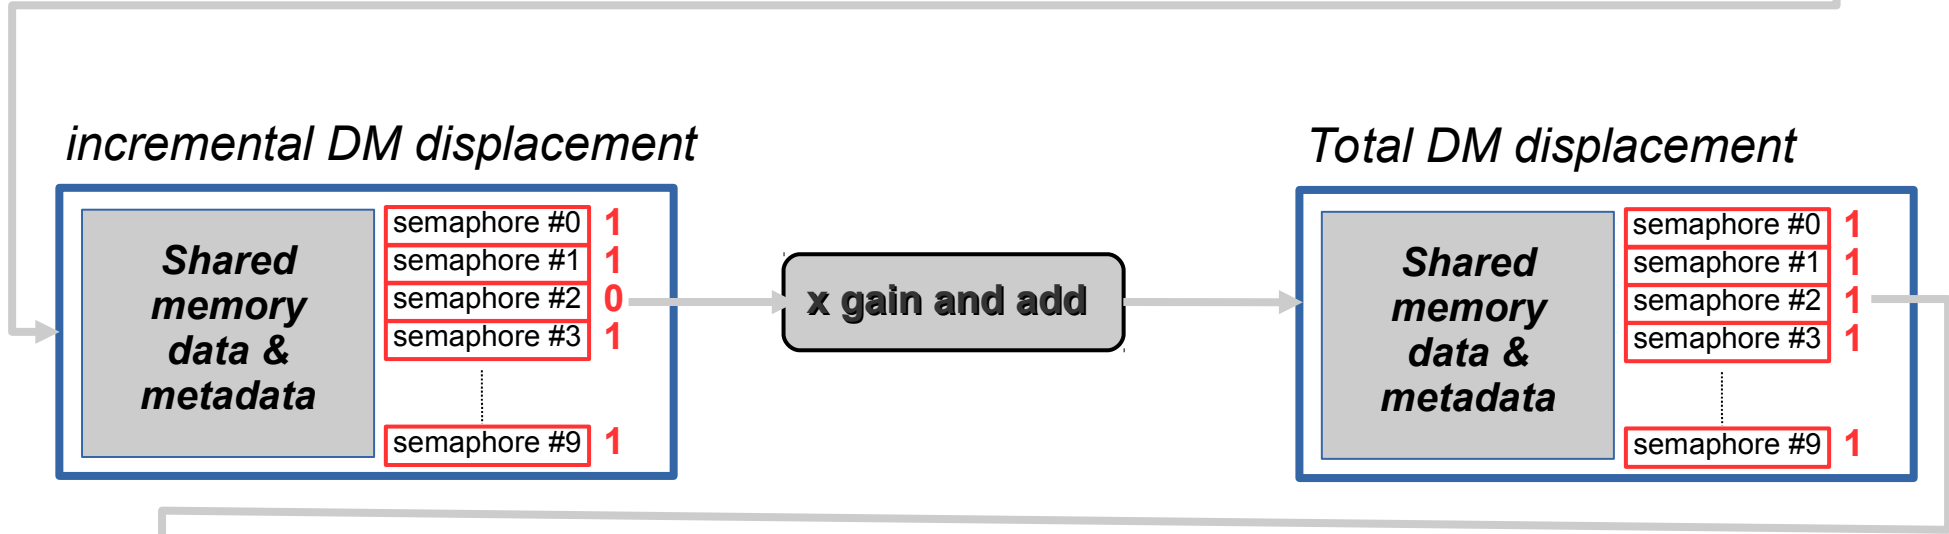 incremental DM displacement
Shared
memory
data &
metadata
semaphore #0 1
semaphore #1 1
semaphore #2 0
semaphore #3 1
semaphore #9 1
x gain and add
Total DM displacement
Shared
memory
data &
metadata
semaphore #0 1
semaphore #1 1
semaphore #2 1
semaphore #3 1
semaphore #9 1